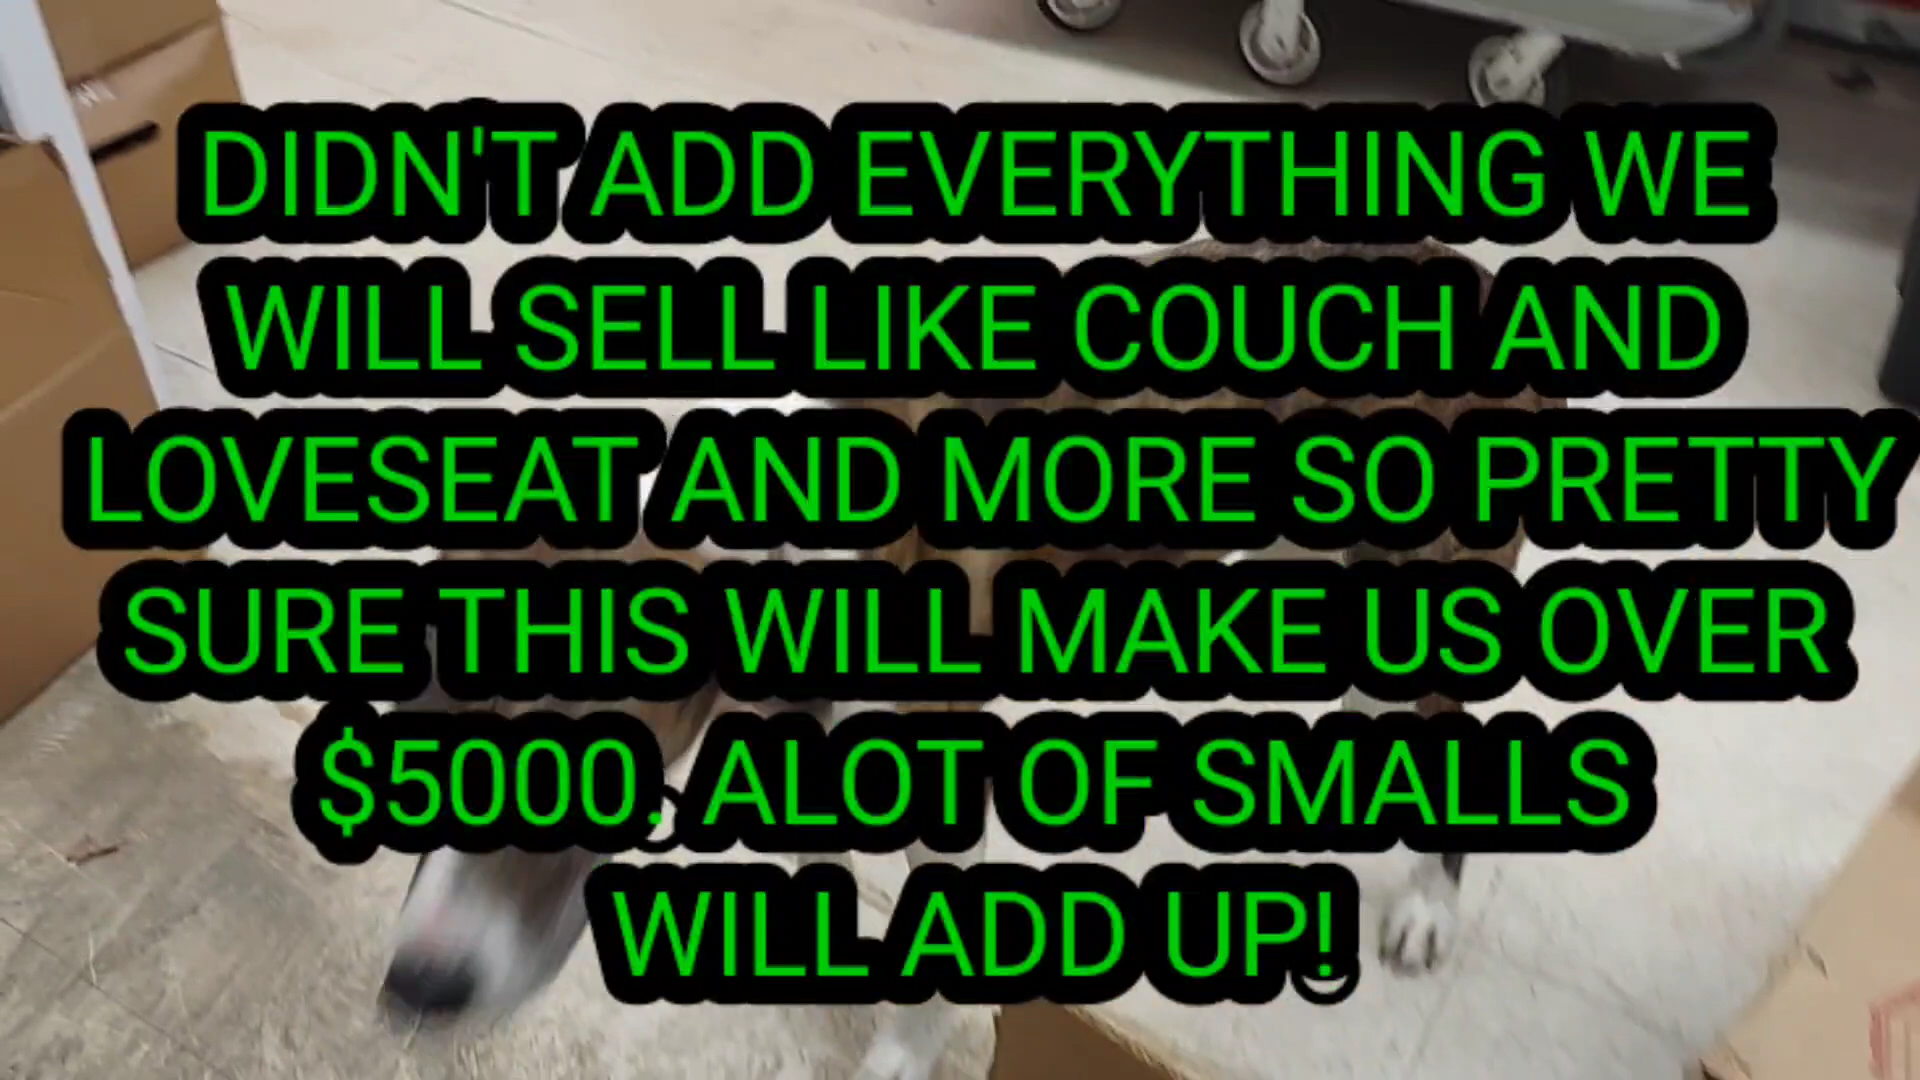 DIDN'T ADD EVERYTHING WE
WILL SELL LIKE COUCH AND
LOVESEAT AND MORE SO PRETTY
SURE THIS WILL MAKE US OVER
$5000. ALOT OF SMALLS
WILL ADD UP!